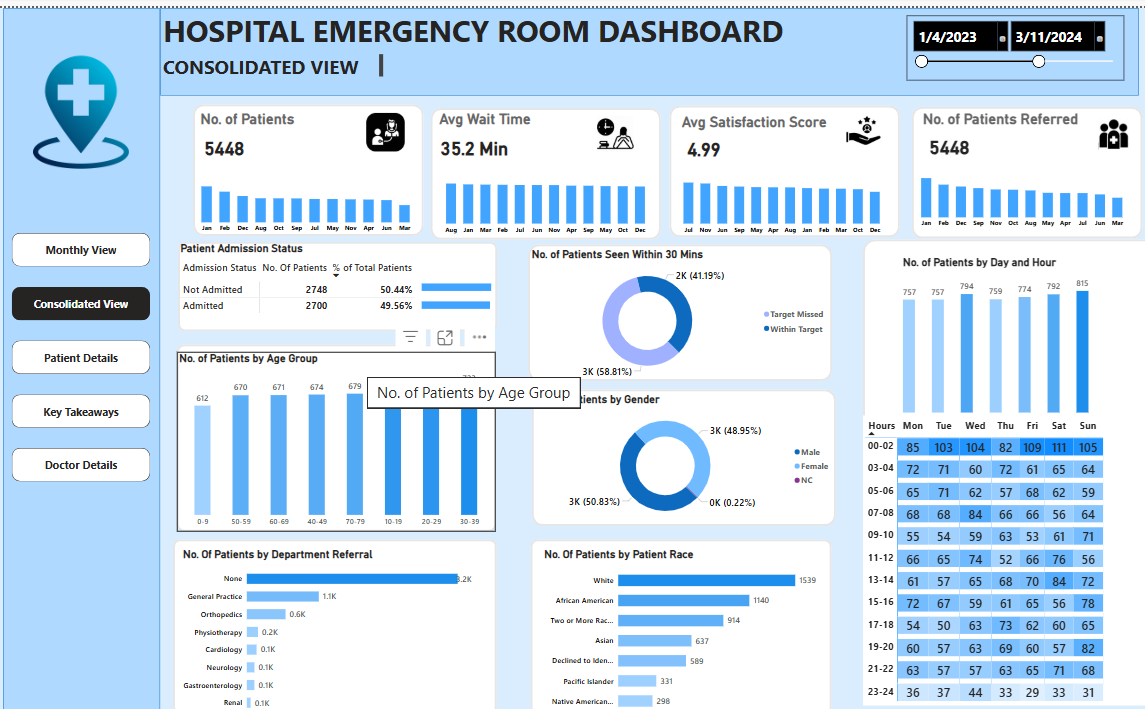 HOSPITAL EMERGENCY ROOM DASHBOARD
CONSOLIDATED VIEW
1/4/2023 3/11/2024
Monthly View
Consolidated View
Patient Details
Key Takeaways
Doctor Details
No. of Patients
5448
Jan Feb Dec Aug Oct Sep Jul May Nov Apr Jun Mar
Avg Wait Time
35.2 Min
Aug Jan Mar Feb Jul Jun Nov Apr Sep May Oct Dec
Avg Satisfaction Score
4.99
Jul Nov Jun Sep May Apr Aug Jan Feb Mar Oct Dec
No. of Patients Referred
5448
Jan Feb Dec Sep Nov Oct Aug May Jul Apr Jun Mar
Patient Admission Status
Admission Status No. Of Patients % of Total Patients
Not Admitted 2748 50.44%
Admitted 2700 49.56%
No. of Patients Seen Within 30 Mins
2K (41.19%)
3K (58.81%)
Target Missed
Within Target
No. of Patients by Age Group
612 670 671 674 679
0-9 50-59 60-69 40-49 70-79 10-19 20-29 30-39
No. of Patients by Age Group
by Gender
3K (48.95%)
3K (50.83%)
0K (0.22%)
Male
Female
NC
No. Of Patients by Department Referral
None 3.2K
General Practice 1.1K
Orthopedics 0.6K
Physiotherapy 0.2K
Cardiology 0.1K
Neurology 0.1K
Gastroenterology 0.1K
Renal 0.1K
No. Of Patients by Patient Race
White 1539
African American 1140
Two or More Rac... 914
Asian 637
Declined to Iden... 589
Pacific Islander 331
Native American... 298
No. of Patients by Day and Hour
757 757 794 759 774 792 815
Hours Mon Tue Wed Thu Fri Sat Sun
00-02 85 103 104 82 109 111 105
03-04 72 71 60 72 61 65 64
05-06 65 71 62 57 68 62 59
07-08 68 68 84 66 66 56 64
09-10 55 54 59 63 53 61 71
11-12 66 65 74 52 66 76 56
13-14 61 57 65 68 70 84 72
15-16 72 67 59 61 65 56 78
17-18 54 50 63 73 62 60 65
19-20 60 57 63 69 60 57 82
21-22 63 57 57 63 65 71 68
23-24 36 37 44 33 29 33 31